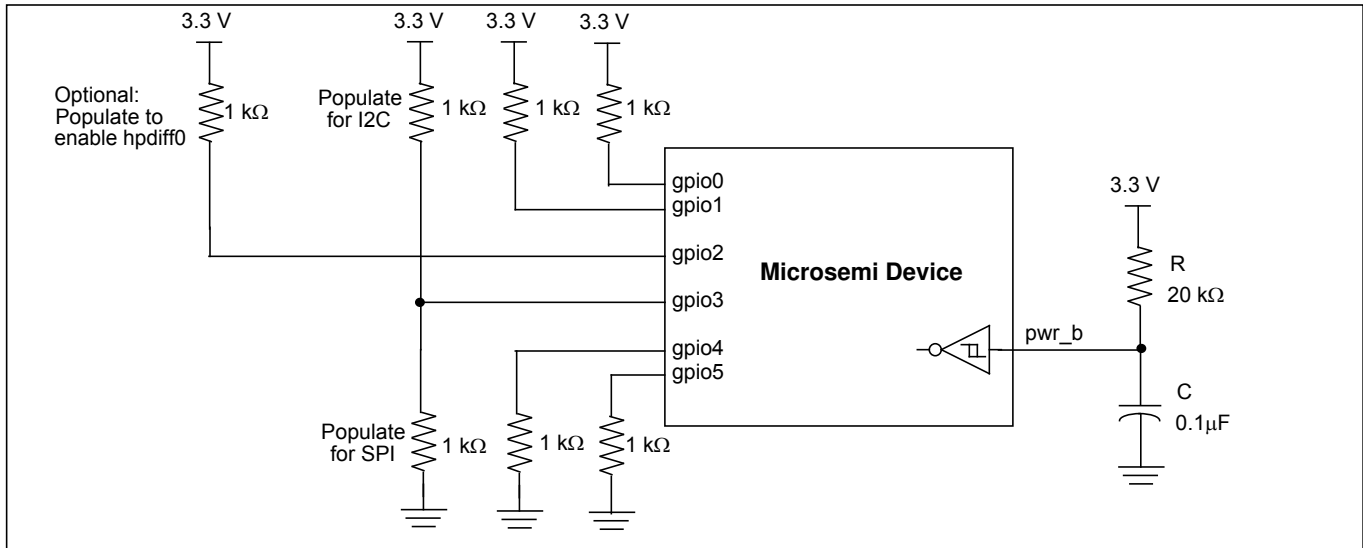 3.3 V
3.3 V
3.3 V
3.3 V
Optional:
Populate to
enable hpdiff0
1 kΩ
Populate
for I2C
1 kΩ
1 kΩ
1 kΩ
gpio0
gpio1
gpio2
gpio3
gpio4
gpio5
Microsemi Device
pwr_b
3.3 V
R
20 kΩ
C
0.1µF
Populate
for SPI
1 kΩ
1 kΩ
1 kΩ